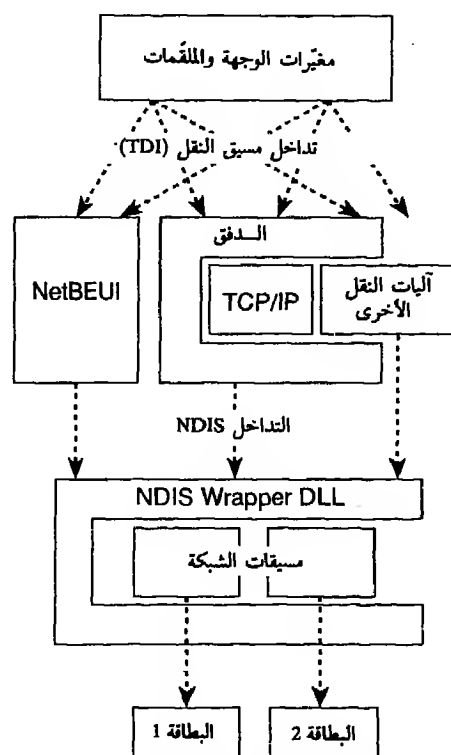 مغيّرات الوجهة والملقّمات
تداخل مسيق النقل (TDI)
الـدفق
NetBEUI
TCP/IP
آليات النقل
الأخرى
التداخل NDIS
NDIS Wrapper DLL
مسيقات الشبكة
البطاقة 1
البطاقة 2